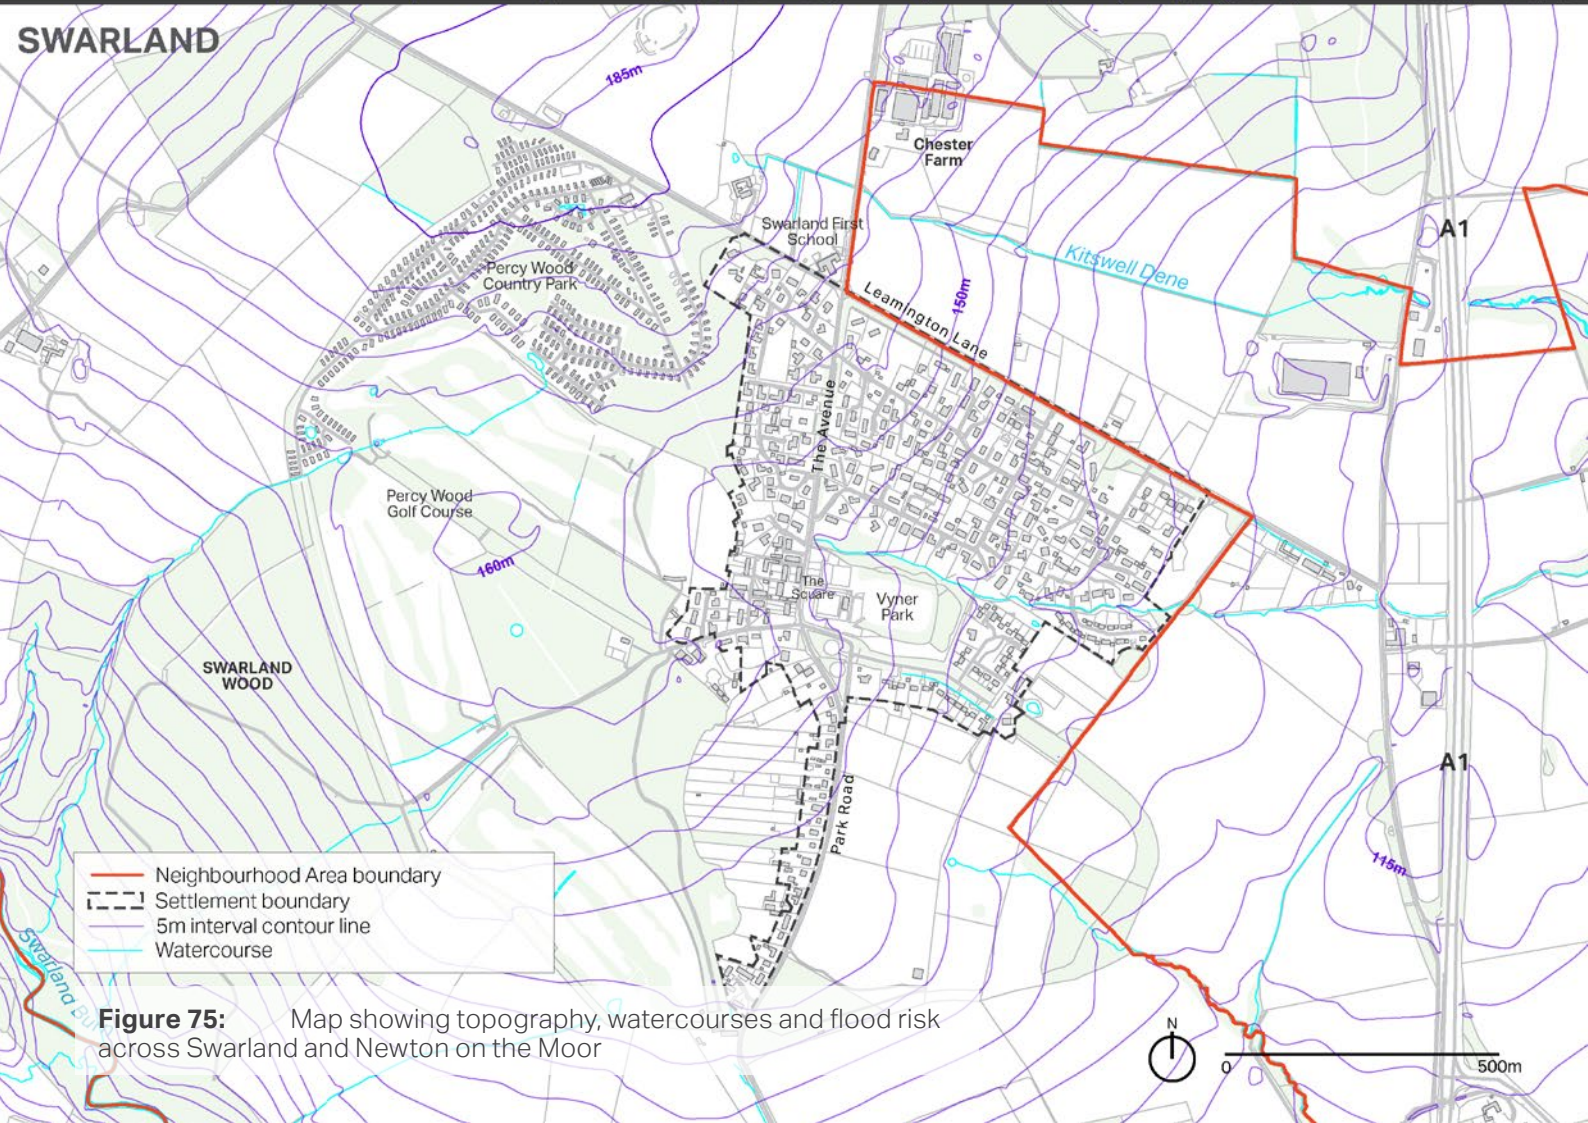 SWARLAND
185m
Chester
Farm
A1
Swarland First
School
Kitswell Dene
Percy Wood
Country Park
150m
Leamington Lane
The Avenue
Percy Wood
Golf Course
160m
The
Square
Vyner
Park
SWARLAND
WOOD
A1
Park Road
115m
Neighbourhood Area boundary
Settlement boundary
5m interval contour line
Watercourse
Swarland
Figure 75: Map showing topography, watercourses and flood risk
across Swarland and Newton on the Moor
N
0 500m